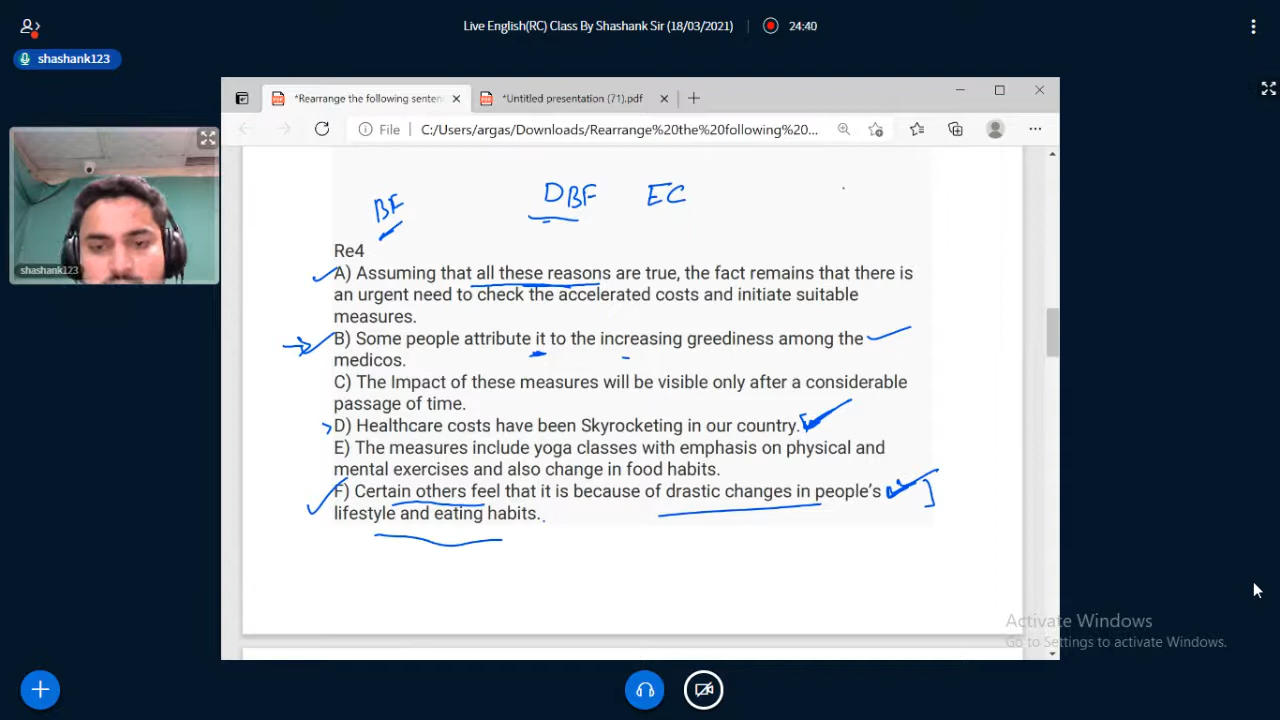 Live English(RC) Class By Shashank Sir (18/03/2021)
24:40
shashank123
*Rearrange the following senten
*Untitled presentation (71).pdf
File
C:/Users/argas/Downloads/Rearrange%20the%20following%20...
shashank123
BF
DBF EC
Re4
A) Assuming that all these reasons are true, the fact remains that there is
an urgent need to check the accelerated costs and initiate suitable
measures.
B) Some people attribute it to the increasing greediness among the
medicos.
C) The Impact of these measures will be visible only after a considerable
passage of time.
D) Healthcare costs have been Skyrocketing in our country.
E) The measures include yoga classes with emphasis on physical and
mental exercises and also change in food habits.
F) Certain others feel that it is because of drastic changes in people's
lifestyle and eating habits.
Activate Windows
Go to Settings to activate Windows.